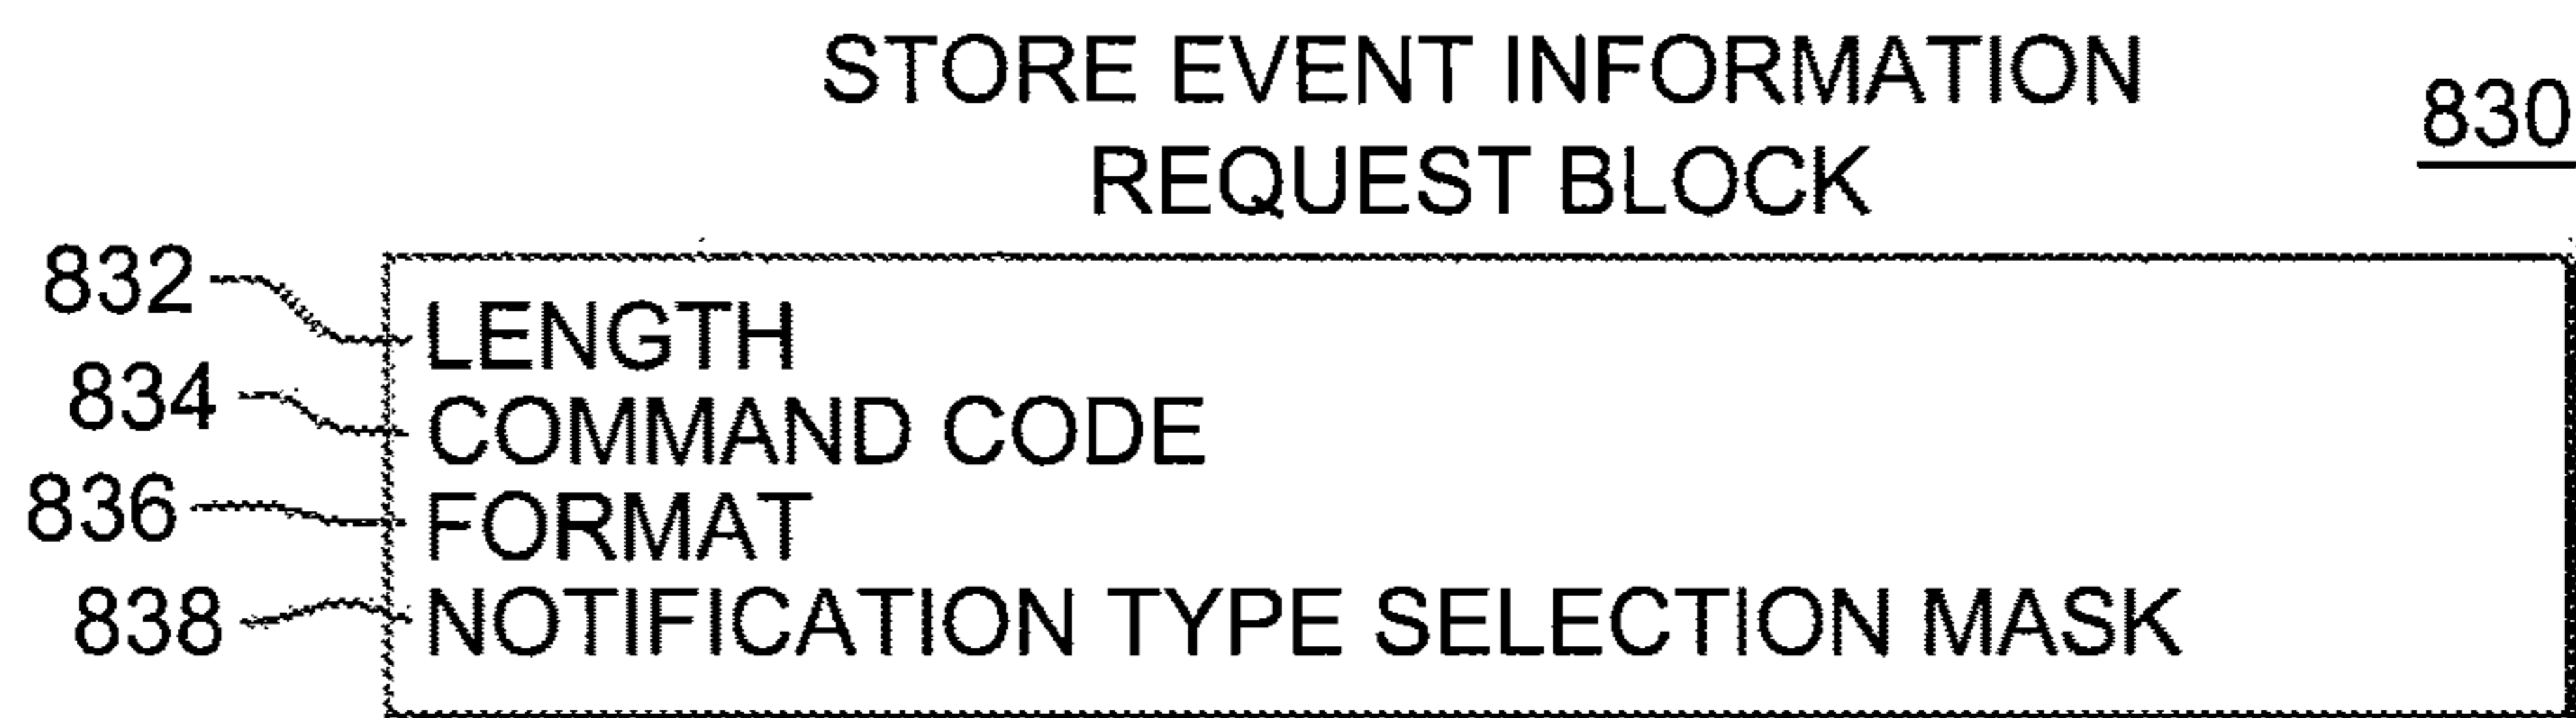 STORE EVENT INFORMATION
REQUEST BLOCK
830
832 LENGTH
834 COMMAND CODE
836 FORMAT
838 NOTIFICATION TYPE SELECTION MASK